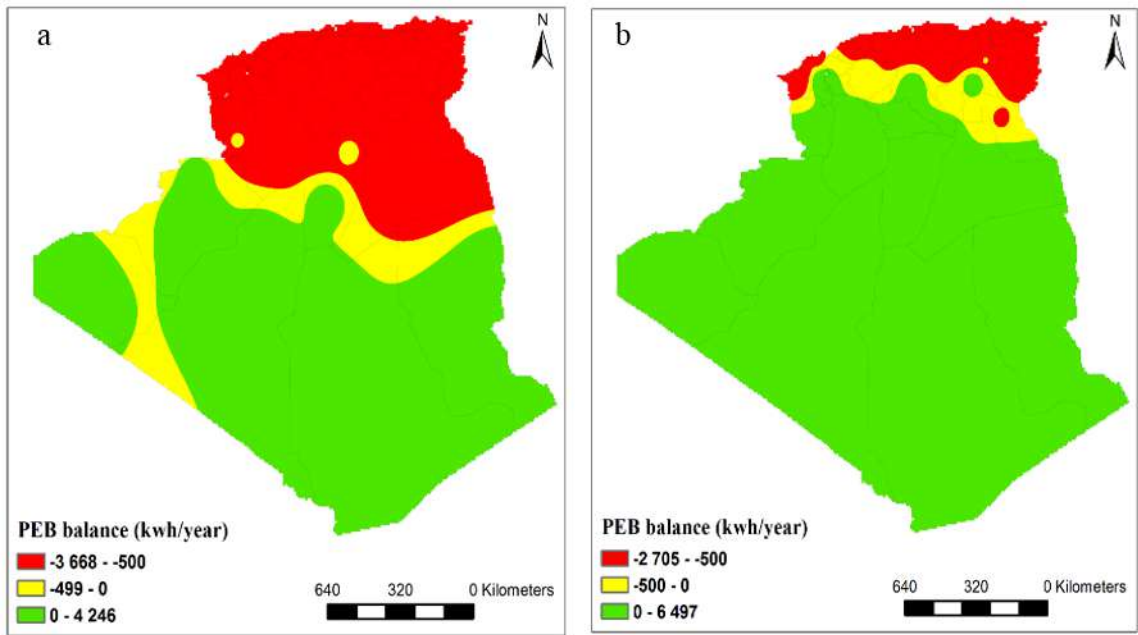 a
N
PEB balance (kwh/year)
-3 668 - -500
-499 - 0
0 - 4 246
640 320 0 Kilometers
b
N
PEB balance (kwh/year)
-2 705 - -500
-500 - 0
0 - 6 497
640 320 0 Kilometers